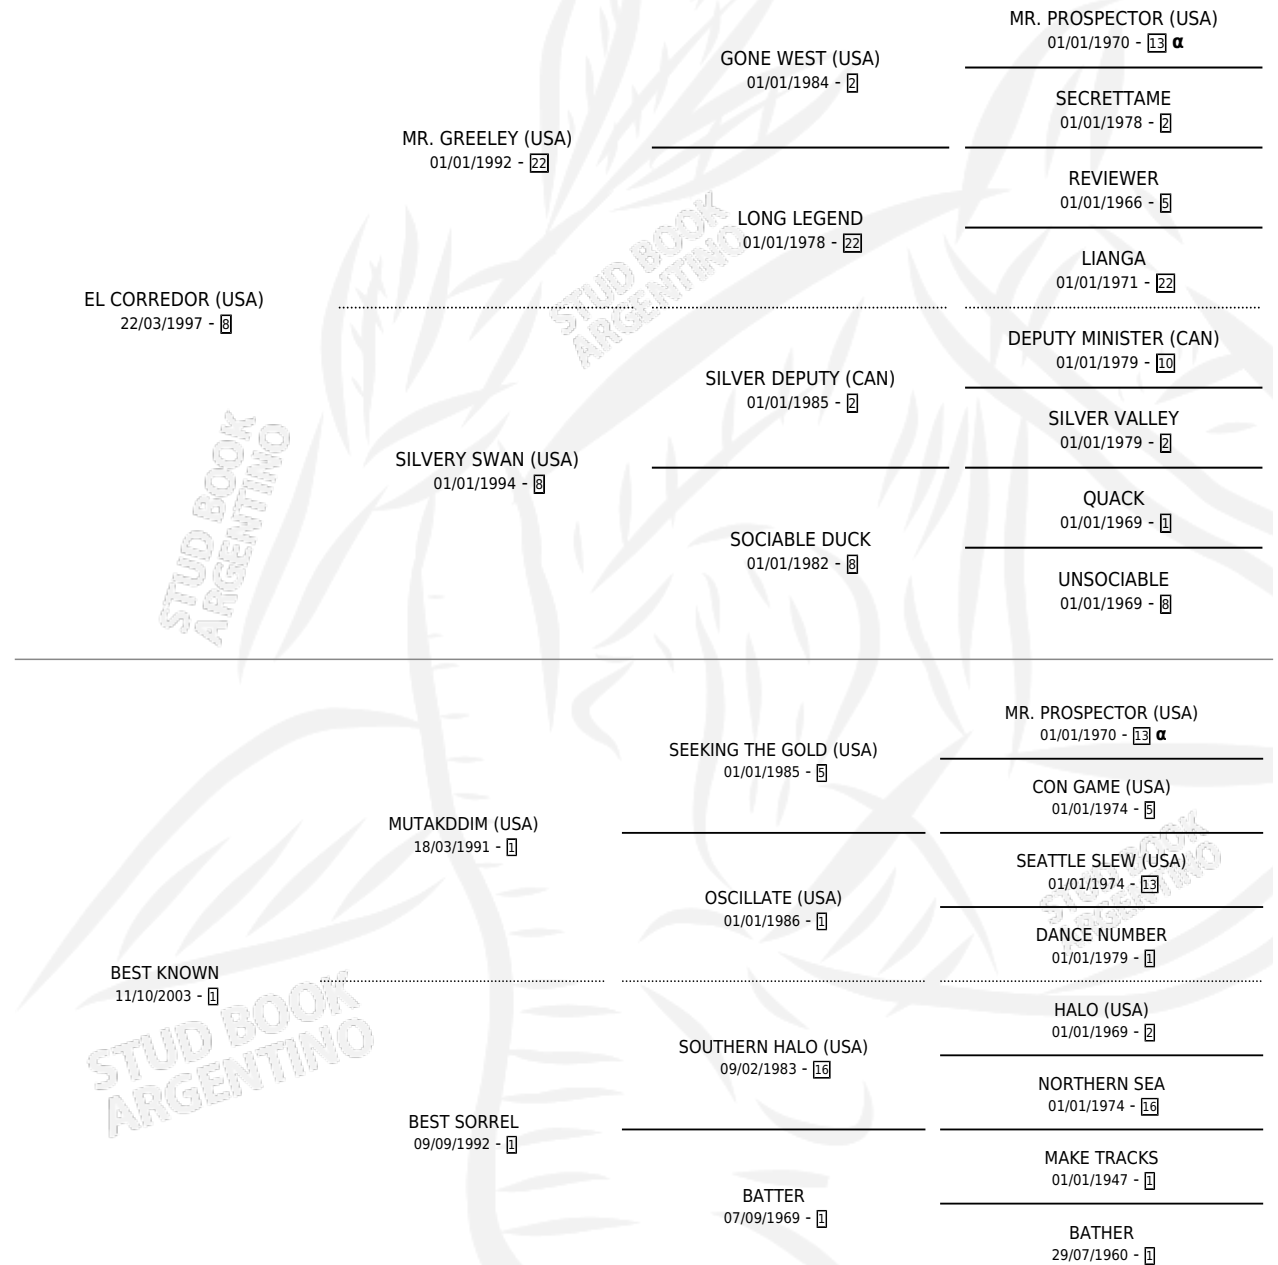 MR. PROSPECTOR (USA)
01/01/1970 - 13 α
GONE WEST (USA)
01/01/1984 - 2
SECRETTAME
01/01/1978 - 2
MR. GREELEY (USA)
01/01/1992 - 22
REVIEWER
01/01/1966 - 5
LONG LEGEND
01/01/1978 - 22
LIANGA
01/01/1971 - 22
EL CORREDOR (USA)
22/03/1997 - 8
DEPUTY MINISTER (CAN)
01/01/1979 - 10
SILVER DEPUTY (CAN)
01/01/1985 - 2
SILVER VALLEY
01/01/1979 - 2
SILVERY SWAN (USA)
01/01/1994 - 8
QUACK
01/01/1969 - 1
SOCIABLE DUCK
01/01/1982 - 8
UNSOCIABLE
01/01/1969 - 8
MR. PROSPECTOR (USA)
01/01/1970 - 13 α
SEEKING THE GOLD (USA)
01/01/1985 - 5
CON GAME (USA)
01/01/1974 - 5
MUTAKDDIM (USA)
18/03/1991 - 1
SEATTLE SLEW (USA)
01/01/1974 - 13
OSCILLATE (USA)
01/01/1986 - 1
DANCE NUMBER
01/01/1979 - 1
BEST KNOWN
11/10/2003 - 1
HALO (USA)
01/01/1969 - 2
SOUTHERN HALO (USA)
09/02/1983 - 16
NORTHERN SEA
01/01/1974 - 16
BEST SORREL
09/09/1992 - 1
MAKE TRACKS
01/01/1947 - 1
BATTER
07/09/1969 - 1
BATHER
29/07/1960 - 1
STUD BOOK
ARGENTINO
STUD BOOK
ARGENTINO
STUD BOOK
ARGENTINO
STUD BOOK
ARGENTINO